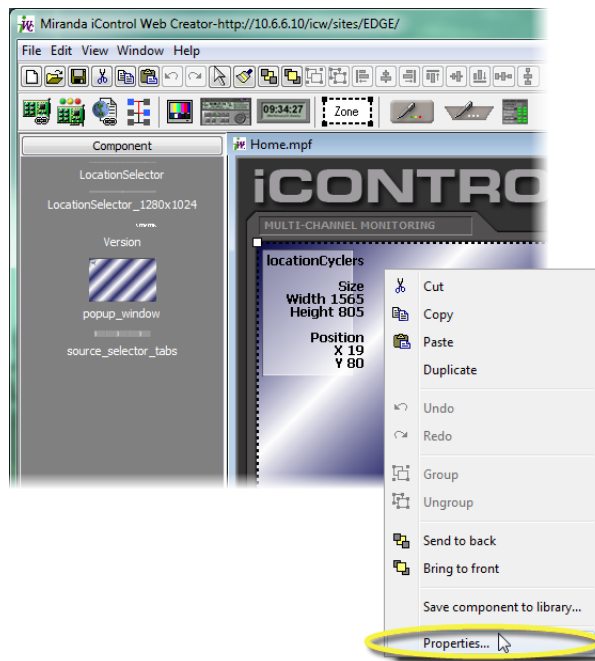 Miranda iControl Web Creator-http://10.6.6.10/icw/sites/EDGE/
File Edit View Window Help
09:34:27
Zone
Component
Home.mpf
LocationSelector
LocationSelector_1280x1024
Version
popup_window
source_selector_tabs
iCONTRO
MULTI-CHANNEL MONITORING
locationCyclers
Size
Width 1565
Height 805
Position
X 19
Y 80
Cut
Copy
Paste
Duplicate
Undo
Redo
Group
Ungroup
Send to back
Bring to front
Save component to library...
Properties...